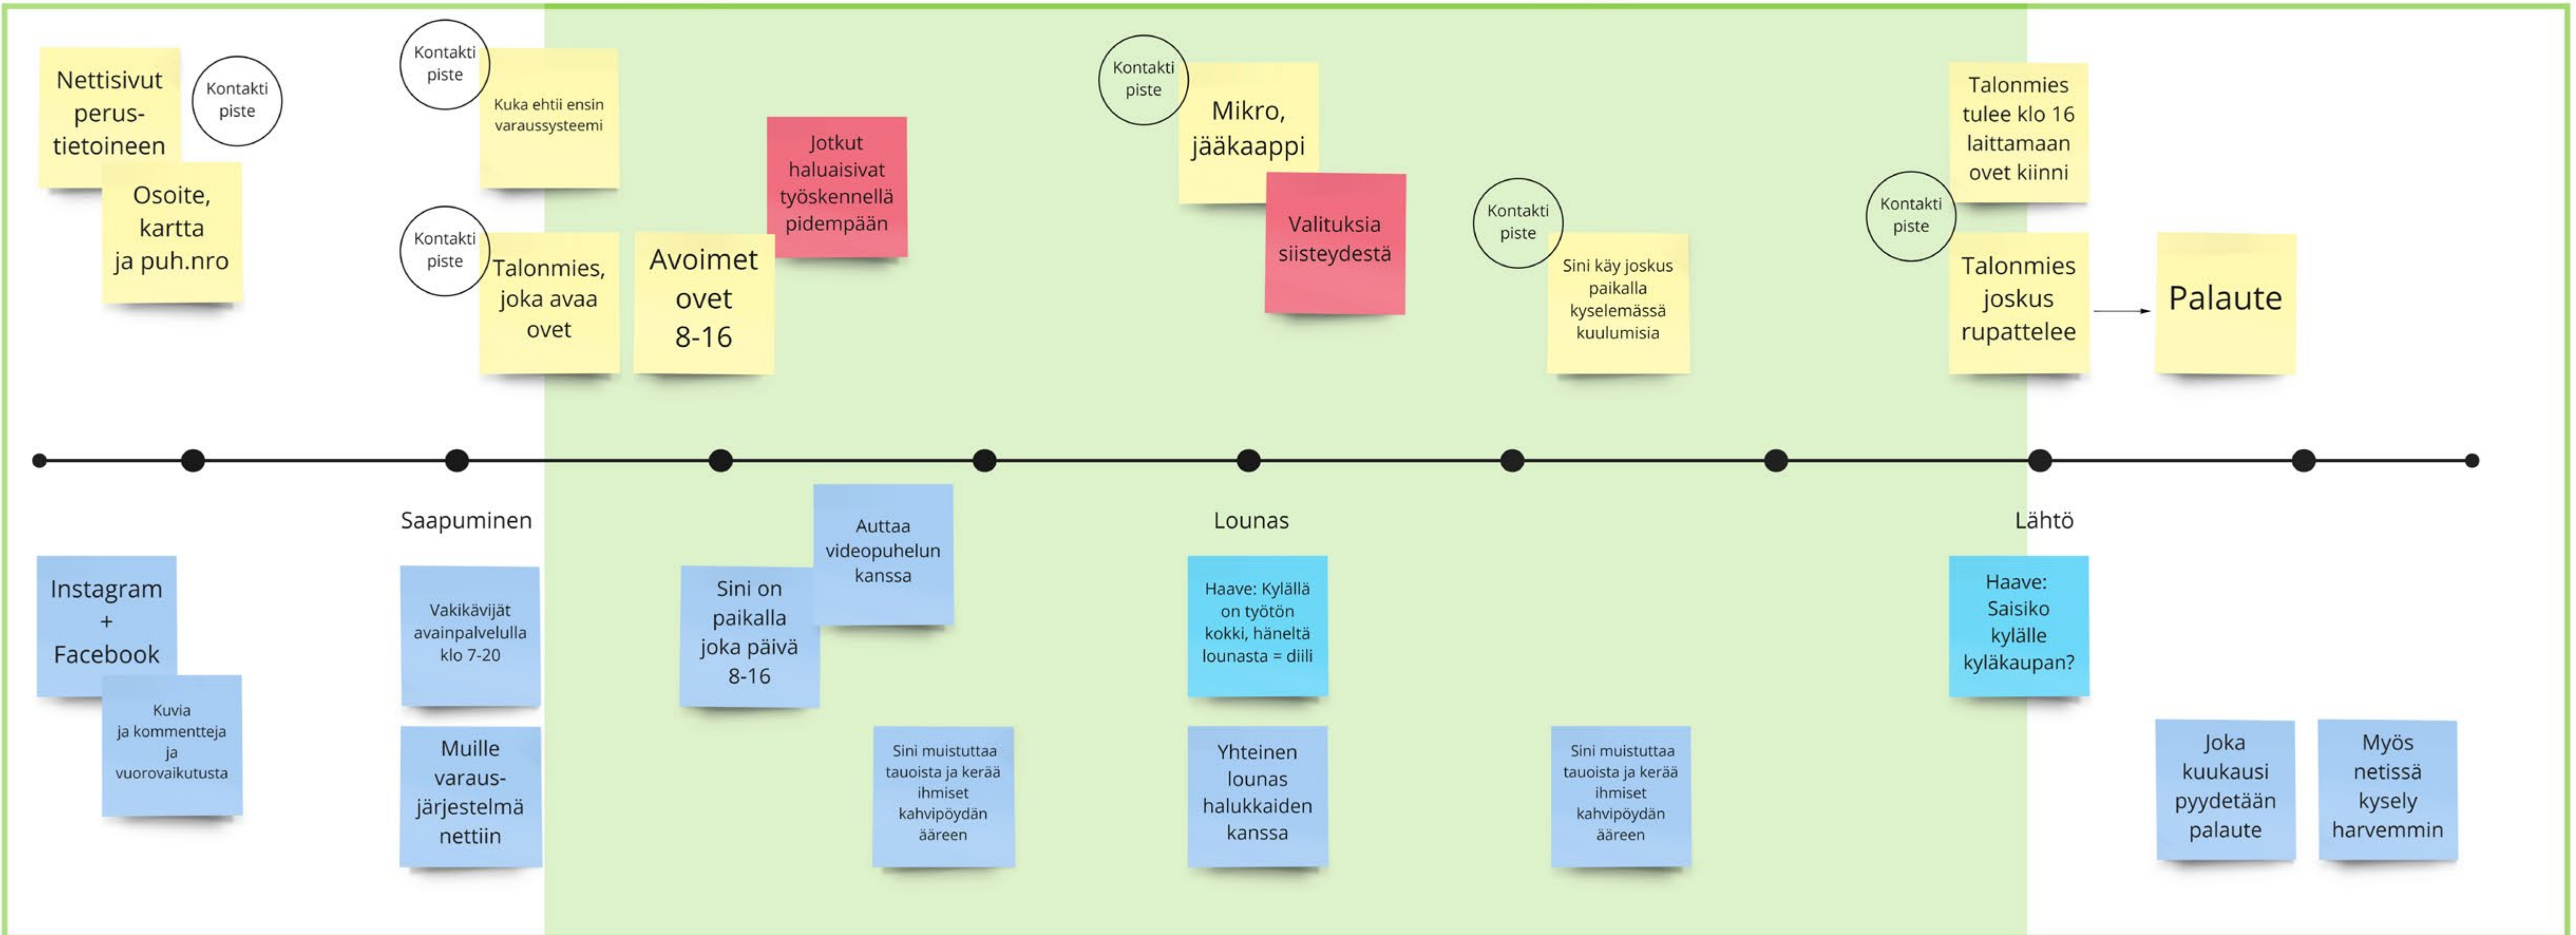 Nettisivut
perus-
tietoineen
Kontakti
piste
Osoite,
kartta
ja puh.nro
Kontakti
piste
Kuka ehtii ensin
varaussysteemi
Kontakti
piste
Talonmies,
joka avaa
ovet
Avoimet
ovet
8-16
Jotkut
haluaisivat
työskennellä
pidempään
Kontakti
piste
Mikro,
jääkaappi
Valituksia
siisteydestä
Kontakti
piste
Sini käy joskus
paikalla
kyselemässä
kuulumisia
Talonmies
tulee klo 16
laittamaan
ovet kiinni
Kontakti
piste
Talonmies
joskus
rupattelee
Palaute
Saapuminen
Lounas
Lähtö
Instagram
+
Facebook
Kuvia
ja kommentteja
ja
vuorovaikutusta
Vakikävijät
avainpalvelulla
klo 7-20
Muille
varaus-
järjestelmä
nettiin
Sini on
paikalla
joka päivä
8-16
Auttaa
videopuhelun
kanssa
Sini muistuttaa
tauoista ja kerää
ihmiset
kahvipöydän
ääreen
Haave: Kylällä
on työtön
kokki, häneltä
lounasta = diili
Yhteinen
lounas
halukkaiden
kanssa
Sini muistuttaa
tauoista ja kerää
ihmiset
kahvipöydän
ääreen
Haave:
Saisiko
kylälle
kyläkaupan?
Joka
kuukausi
pyydetään
palaute
Myös
netissä
kysely
harvemmin